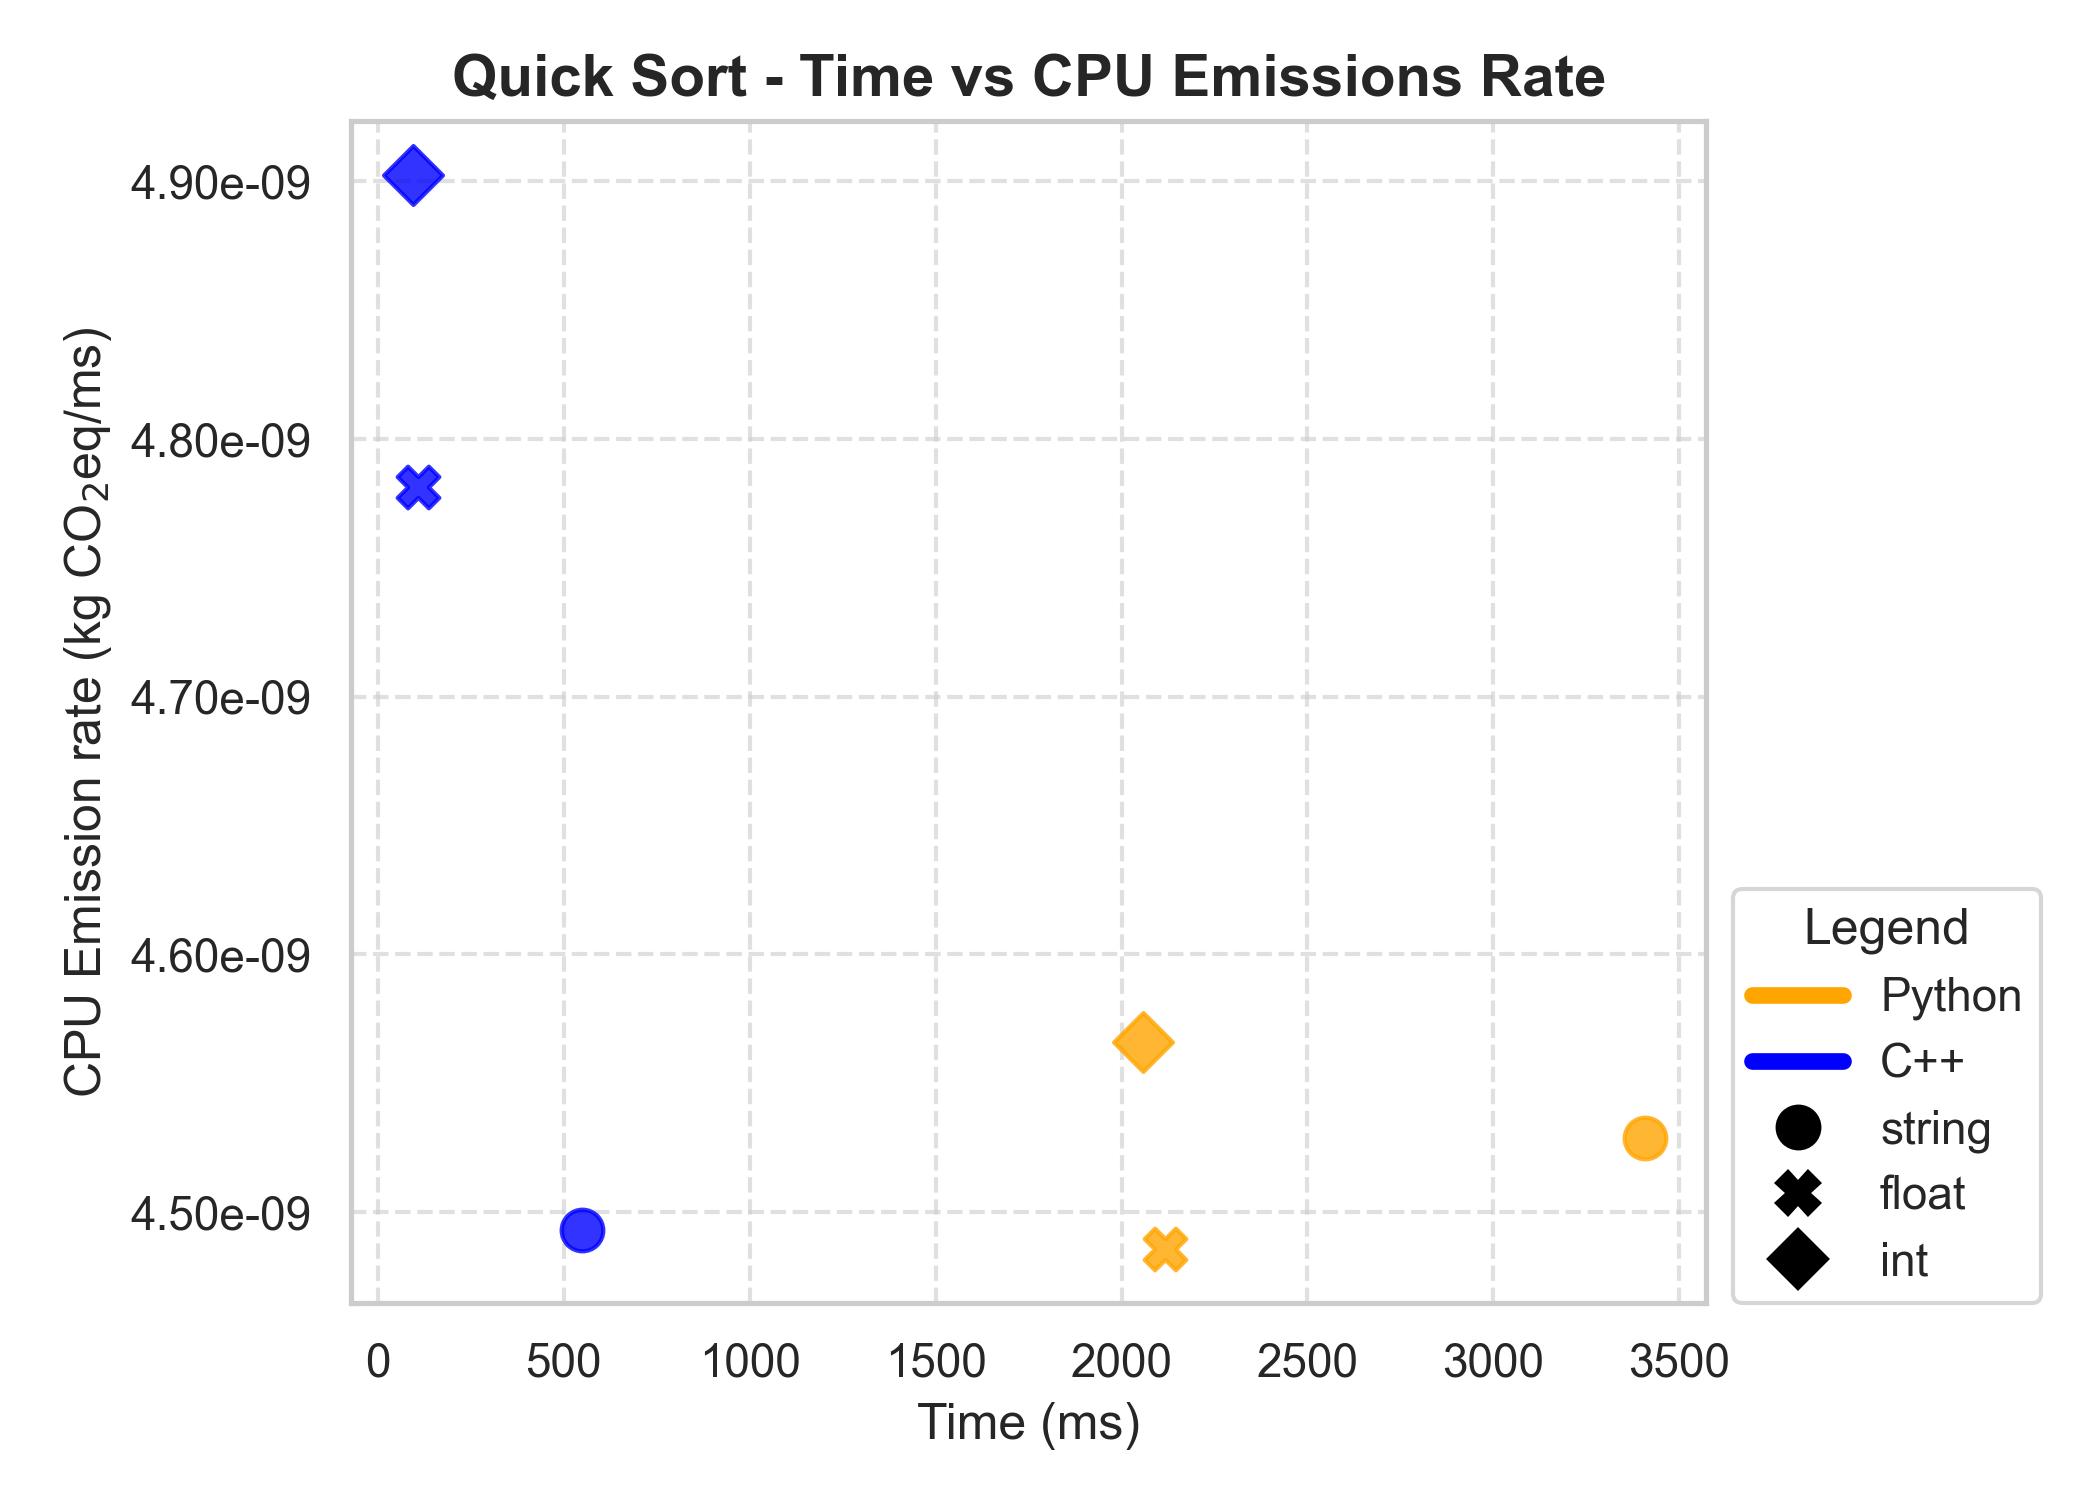 Quick Sort - Time vs CPU Emissions Rate
CPU Emission rate (kg CO₂eq/ms)
4.90e-09
4.80e-09
4.70e-09
4.60e-09
4.50e-09
0 500 1000 1500 2000 2500 3000 3500
Time (ms)
Legend
Python
C++
string
float
int